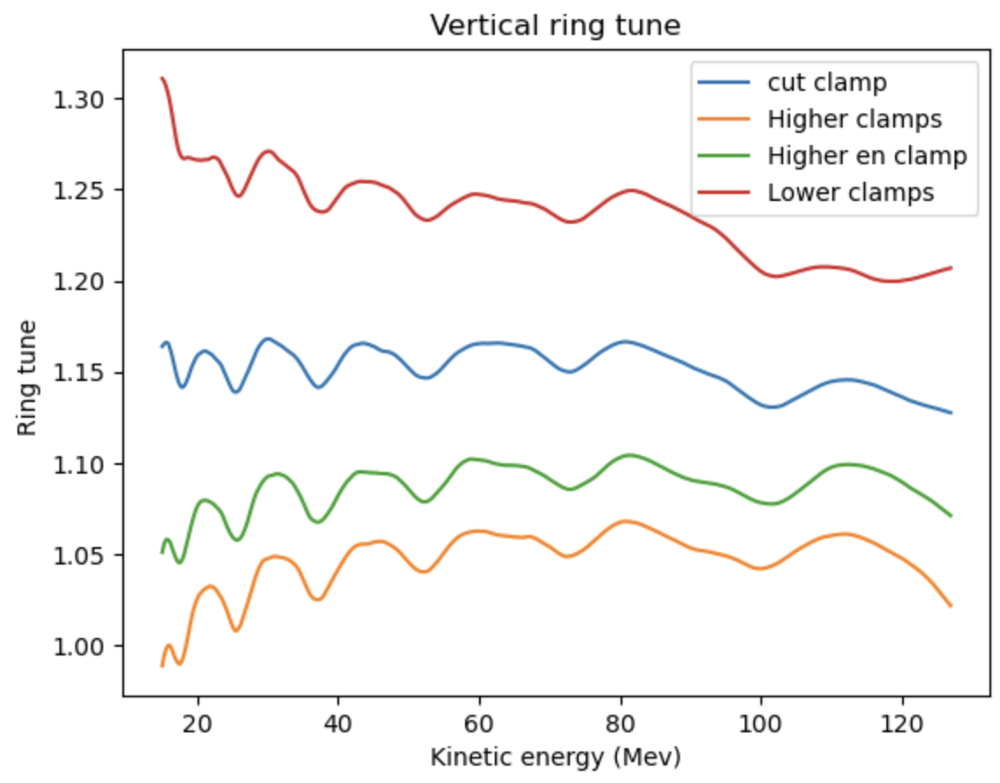 Vertical ring tune
cut clamp
Higher clamps
Higher en clamp
Lower clamps
1.30
1.25
1.20
1.15
1.10
1.05
1.00
Ring tune
20 40 60 80 100 120
Kinetic energy (Mev)